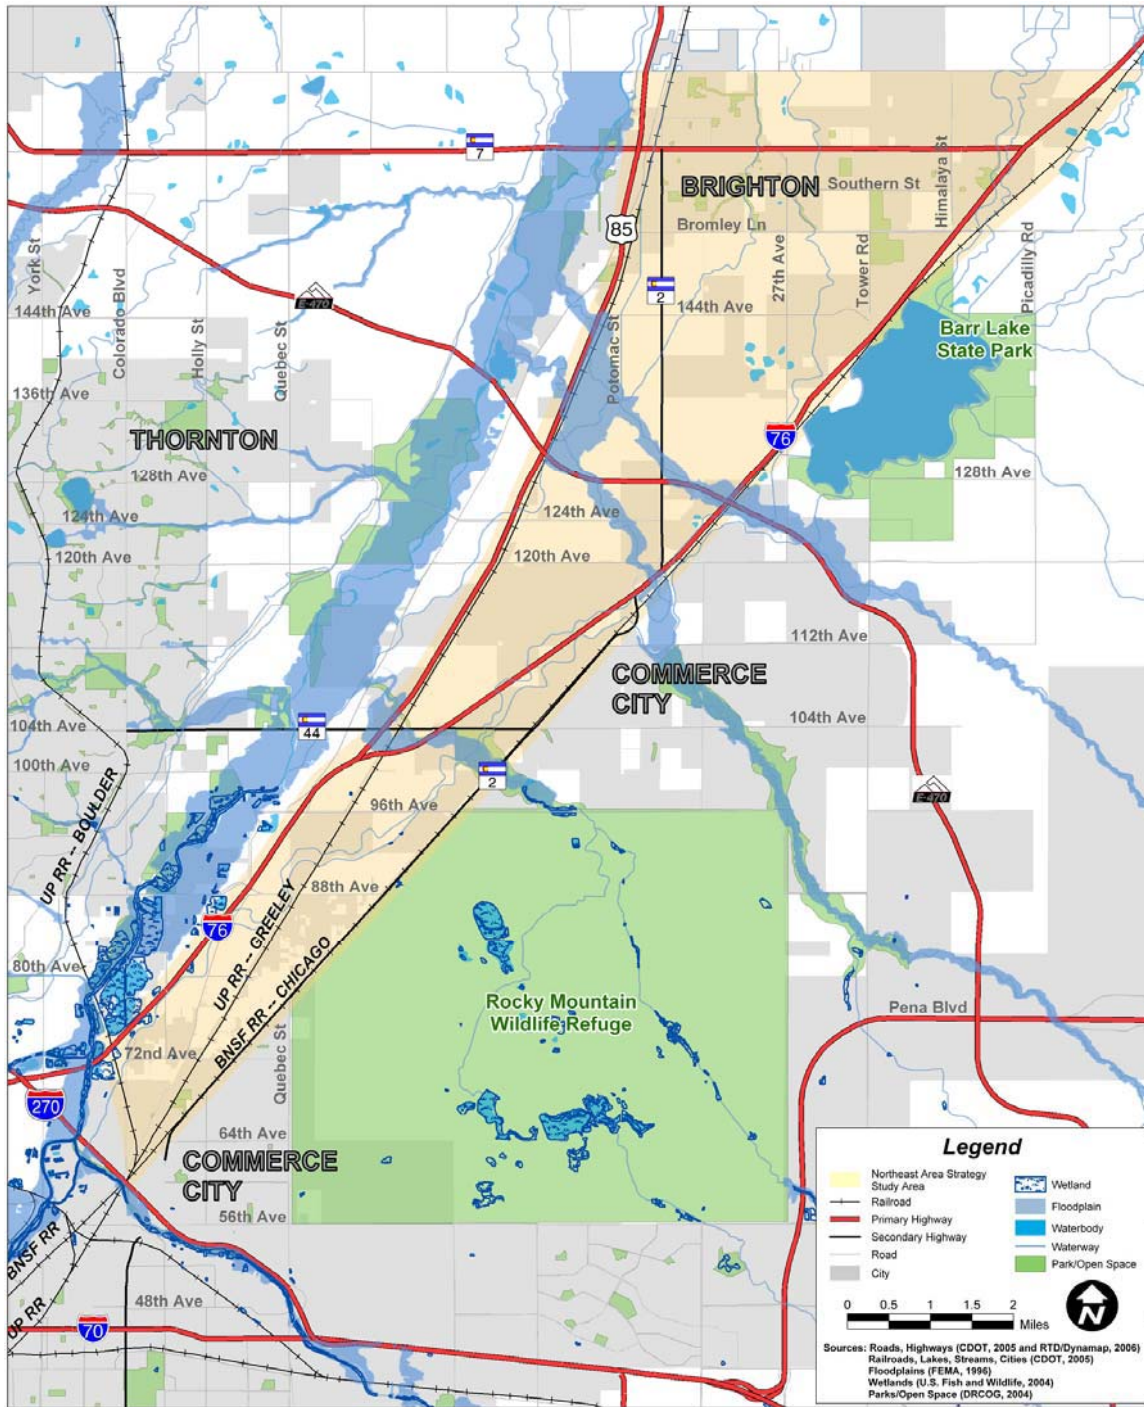 7
BRIGHTON
Southern St
Himalaya St
85
Bromley Ln
York St
Colorado Blvd
E-470
2
27th Ave
Tower Rd
Picadilly Rd
144th Ave
144th Ave
Holly St
Quebec St
Potomac St
Barr Lake
State Park
136th Ave
THORNTON
76
128th Ave
128th Ave
124th Ave
124th Ave
120th Ave
120th Ave
112th Ave
COMMERCE
CITY
104th Ave
44
104th Ave
100th Ave
2
E-470
96th Ave
UP RR -- BOULDER
88th Ave
76
UP RR -- GREELEY
BNSF RR -- CHICAGO
80th Ave
Rocky Mountain
Wildlife Refuge
Pena Blvd
72nd Ave
Quebec St
270
64th Ave
COMMERCE
CITY
56th Ave
BNSF RR
UP RR
48th Ave
70
Legend
Northeast Area Strategy
Study Area
Railroad
Primary Highway
Secondary Highway
Road
City
Wetland
Floodplain
Waterbody
Waterway
Park/Open Space
N
0 0.5 1 1.5 2
Miles
Sources: Roads, Highways (CDOT, 2005 and RTD/Dynamap, 2006)
Railroads, Lakes, Streams, Cities (CDOT, 2005)
Floodplains (FEMA, 1996)
Wetlands (U.S. Fish and Wildlife, 2004)
Parks/Open Space (DRCOG, 2004)